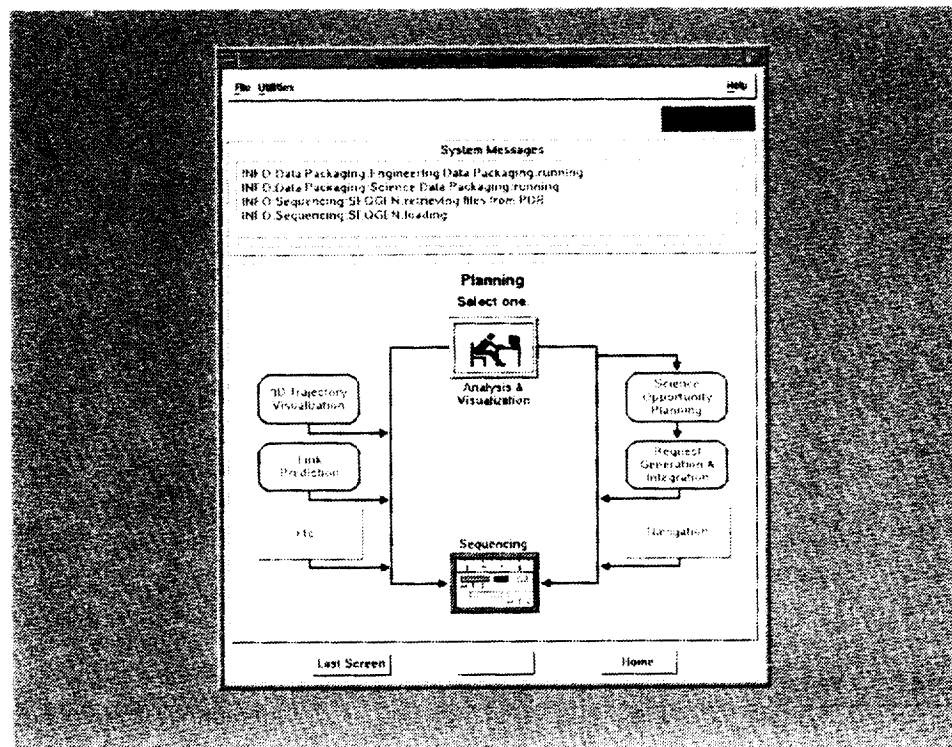 File Utilities
Help
System Messages
INFO:Data Packaging:Engineering Data Packaging:running
INFO:Data Packaging:Science Data Packaging:running
INFO:Sequencing:SEQGEN:retrieving files from PDB
INFO:Sequencing:SEQGEN:loading
Planning
Select one.
Analysis &
Visualization
3D Trajectory
Visualization
Science
Opportunity
Planning
Link
Prediction
Request
Generation &
Integration
Etc.
Navigation
Sequencing
Last Screen
Home